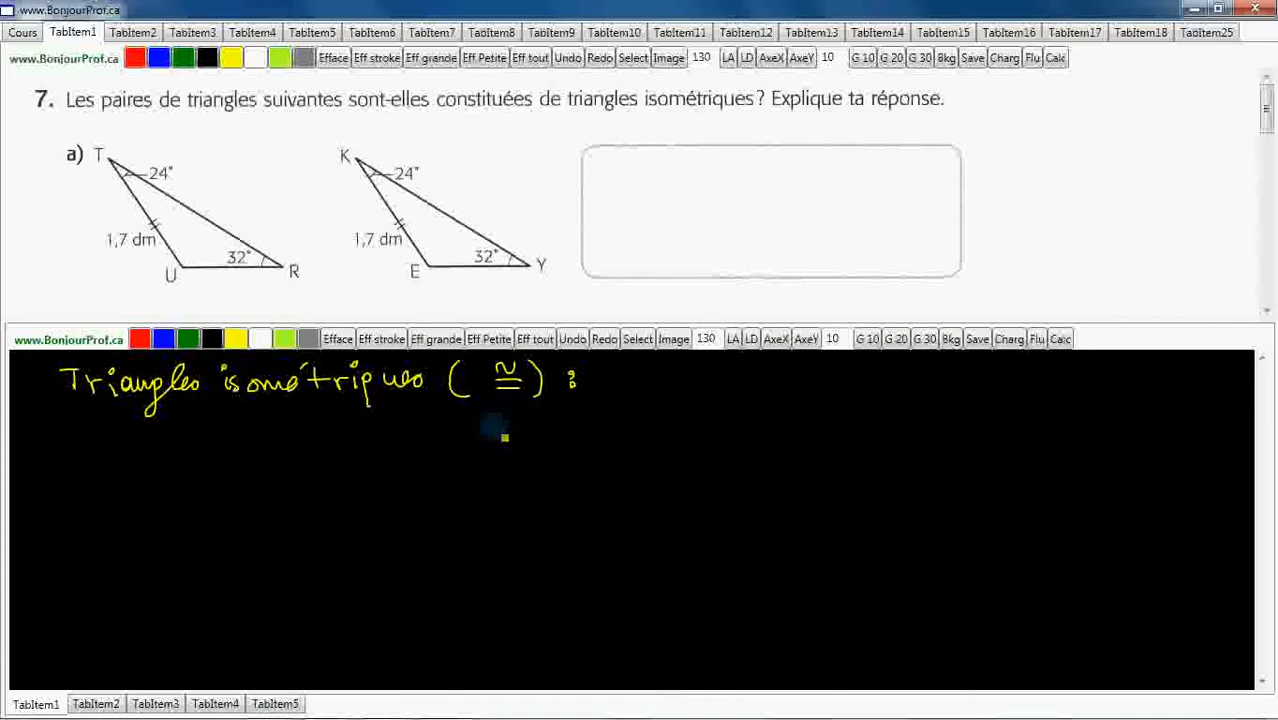 www.BonjourProf.ca
Cours TabItem1 TabItem2 TabItem3 TabItem4 TabItem5 TabItem6 TabItem7 TabItem8 TabItem9 TabItem10 TabItem11 TabItem12 TabItem13 TabItem14 TabItem15 TabItem16 TabItem17 TabItem18 TabItem25
www.BonjourProf.ca Efface Eff stroke Eff grande Eff Petite Eff tout Undo Redo Select Image 130 LA LD AxeX AxeY 10 G 10 G 20 G 30 Bkg Save Charg Flu Calc
7. Les paires de triangles suivantes sont-elles constituées de triangles isométriques? Explique ta réponse.
a) T K
24° 24°
1,7 dm 1,7 dm
32° 32°
U R E Y
www.BonjourProf.ca Efface Eff stroke Eff grande Eff Petite Eff tout Undo Redo Select Image 130 LA LD AxeX AxeY 10 G 10 G 20 G 30 Bkg Save Charg Flu Calc
Triangles isométriques ( ≅ ) :
TabItem1 TabItem2 TabItem3 TabItem4 TabItem5